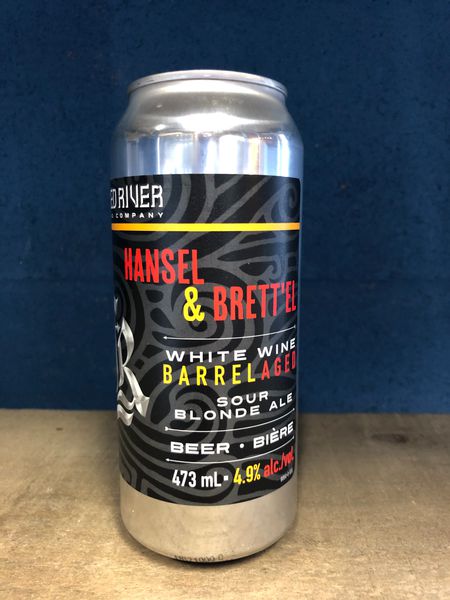 ED RIVER
COMPANY
HANSEL
& BRETT'EL
WHITE WINE
BARREL AGED
SOUR
BLONDE ALE
BEER • BIÈRE
473 mL • 4.9% alc./vol.